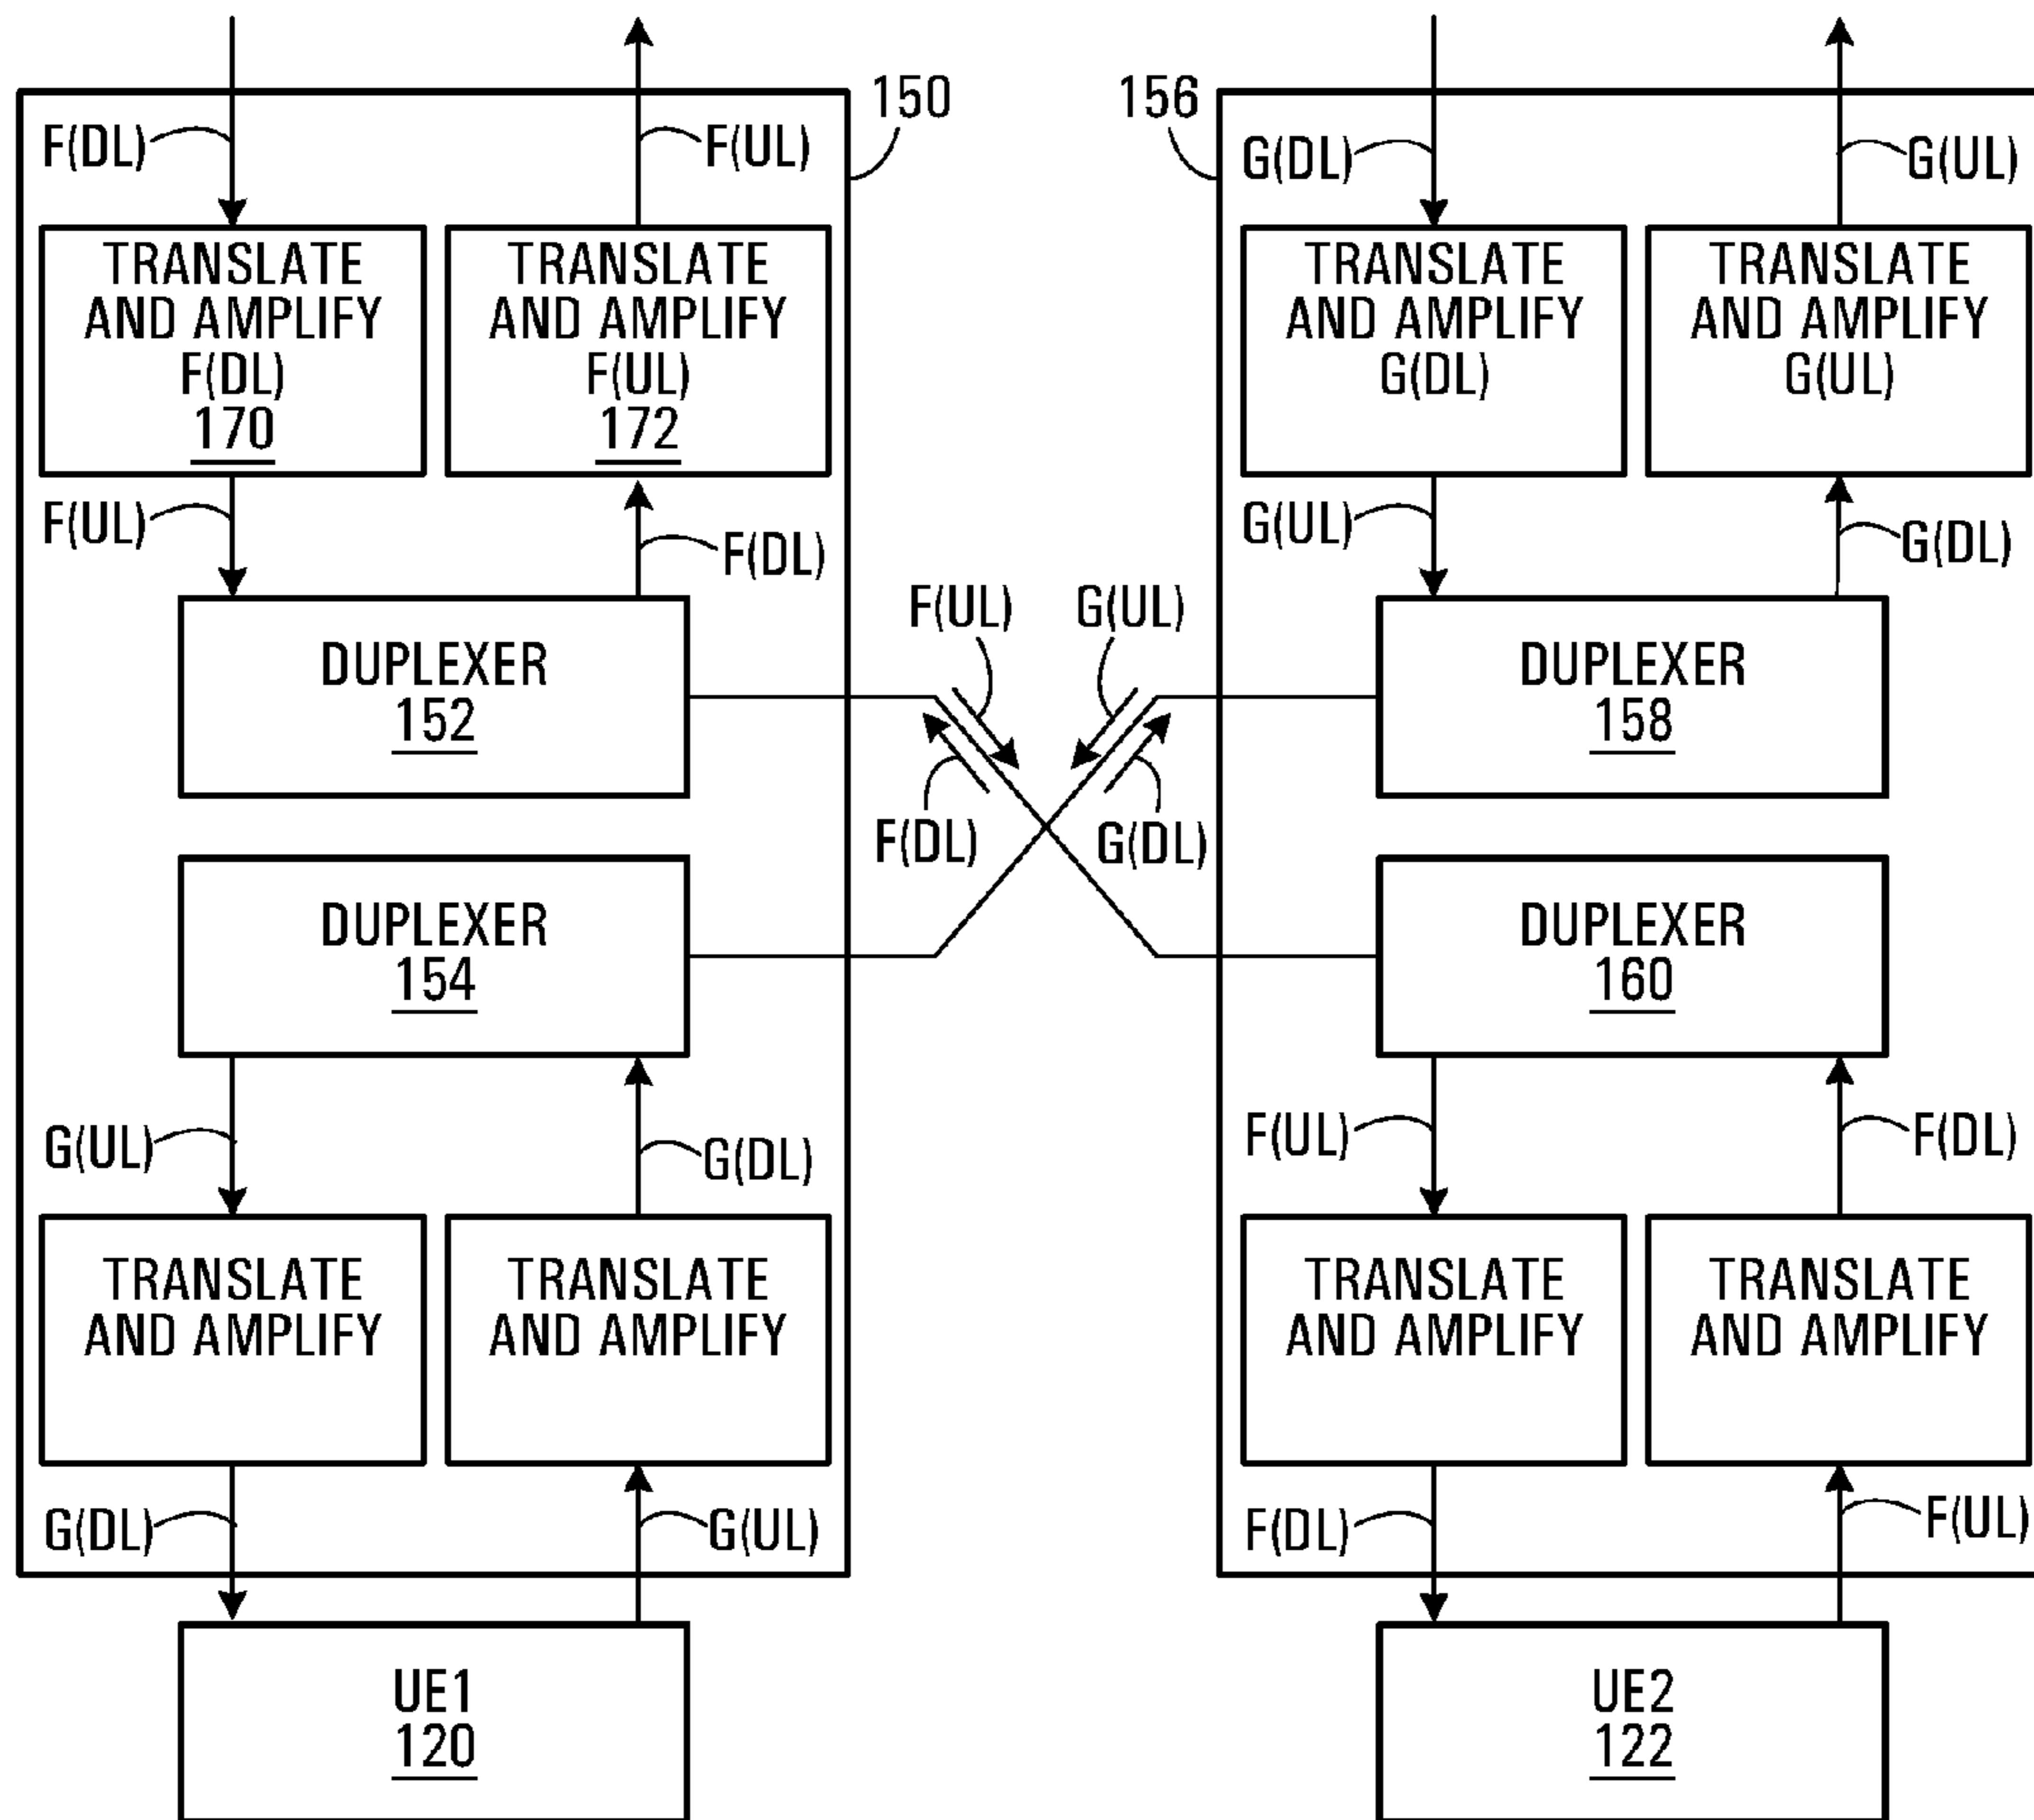 150
156
F(DL)
F(UL)
G(DL)
G(UL)
TRANSLATE
AND AMPLIFY
F(DL)
170
TRANSLATE
AND AMPLIFY
F(UL)
172
TRANSLATE
AND AMPLIFY
G(DL)
TRANSLATE
AND AMPLIFY
G(UL)
F(UL)
F(DL)
G(UL)
G(DL)
F(UL)
G(UL)
DUPLEXER
152
DUPLEXER
158
F(DL)
G(DL)
DUPLEXER
154
DUPLEXER
160
G(UL)
G(DL)
F(UL)
F(DL)
TRANSLATE
AND AMPLIFY
TRANSLATE
AND AMPLIFY
TRANSLATE
AND AMPLIFY
TRANSLATE
AND AMPLIFY
G(DL)
G(UL)
F(DL)
F(UL)
UE1
120
UE2
122